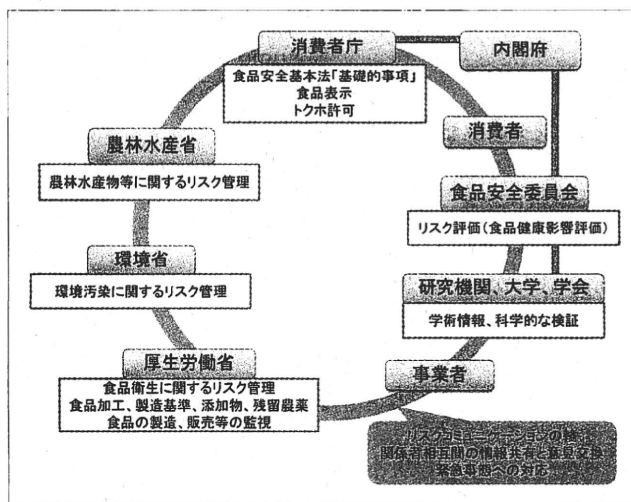 消費者庁
食品安全基本法「基礎的事項」
食品表示
トクホ許可
内閣府
消費者
農林水産省
農林水産物等に関するリスク管理
食品安全委員会
リスク評価(食品健康影響評価)
環境省
環境汚染に関するリスク管理
研究機関、大学、学会
学術情報、科学的な検証
厚生労働省
食品衛生に関するリスク管理
食品加工、製造基準、添加物、残留農薬
食品の製造、販売等の監視
事業者
リスクコミュニケーションの
関係者相互間の情報共有と意見交換
緊急事態への対応